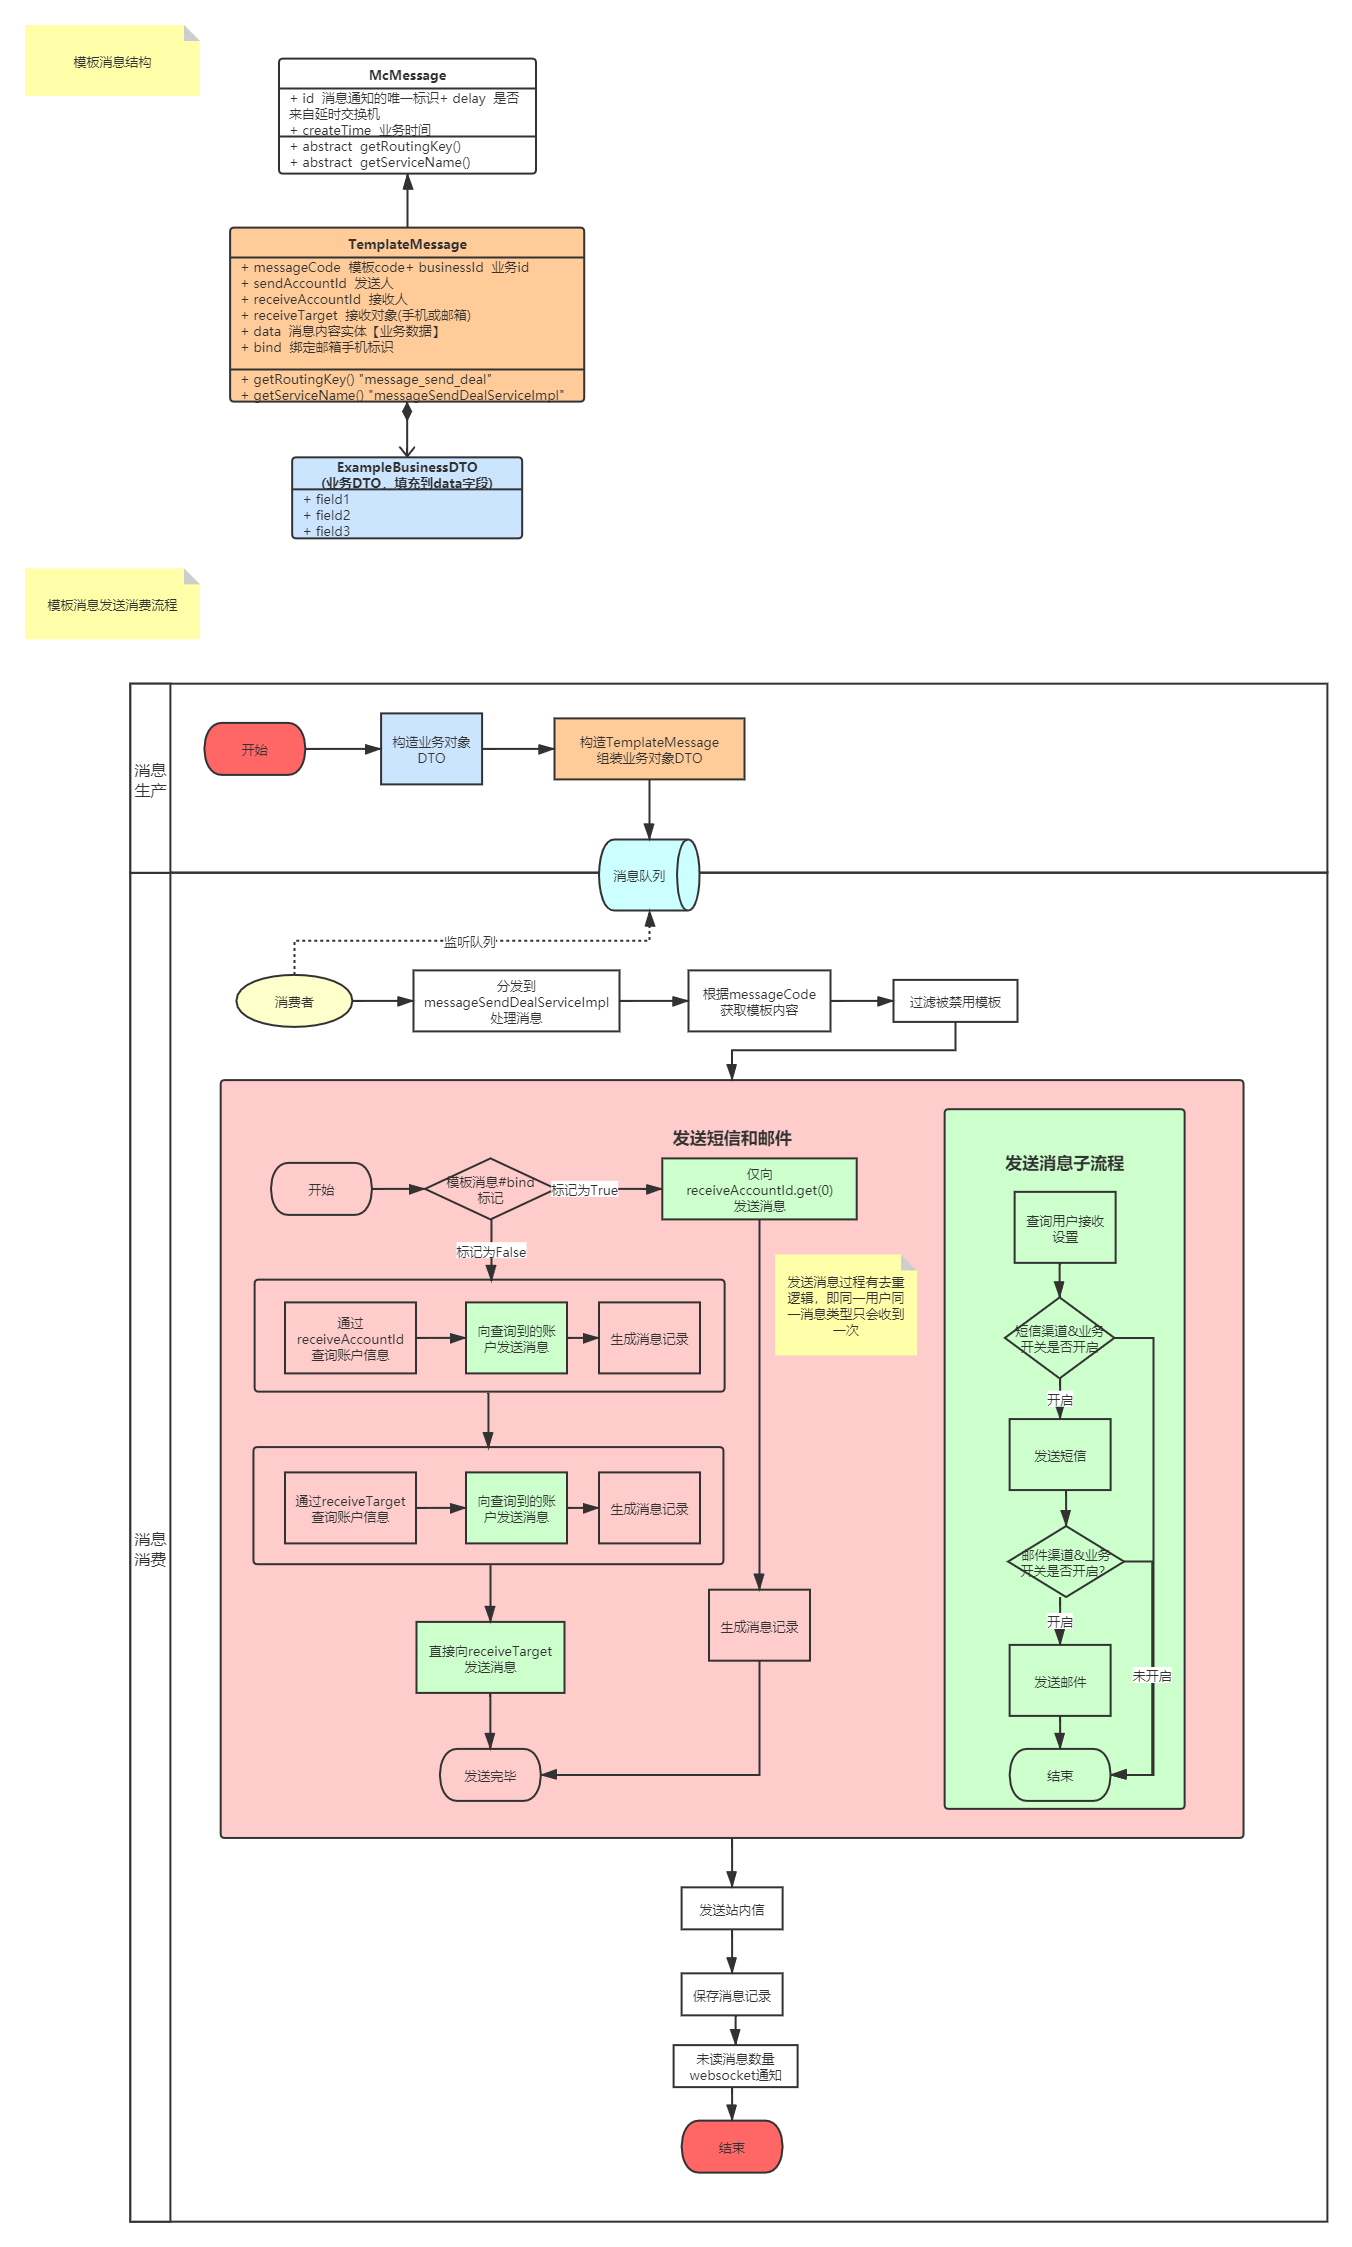 模板消息结构
McMessage
+ id  消息通知的唯一标识+ delay  是否
来自延时交换机
+ createTime  业务时间
+ abstract  getRoutingKey()
+ abstract  getServiceName()
TemplateMessage
+ messageCode  模板code+ businessId  业务id
+ sendAccountId  发送人
+ receiveAccountId  接收人
+ receiveTarget  接收对象(手机或邮箱)
+ data  消息内容实体【业务数据】
+ bind  绑定邮箱手机标识
+ getRoutingKey() "message_send_deal"
+ getServiceName() "messageSendDealServiceImpl"
ExampleBusinessDTO
(业务DTO，填充到data字段)
+ field1
+ field2
+ field3
模板消息发送消费流程
消息
生产
开始
构造业务对象
DTO
构造TemplateMessage
组装业务对象DTO
消息队列
监听队列
消费者
分发到
messageSendDealServiceImpl
处理消息
根据messageCode
获取模板内容
过滤被禁用模板
消息
消费
发送短信和邮件
开始
模板消息#bind
标记
标记为True
仅向
receiveAccountId.get(0)
发送消息
标记为False
通过
receiveAccountId
查询账户信息
向查询到的账
户发送消息
生成消息记录
发送消息过程有去重
逻辑，即同一用户同
一消息类型只会收到
一次
通过receiveTarget
查询账户信息
向查询到的账
户发送消息
生成消息记录
直接向receiveTarget
发送消息
生成消息记录
发送完毕
发送消息子流程
查询用户接收
设置
短信渠道&业务
开关是否开启
开启
发送短信
邮件渠道&业务
开关是否开启?
开启
未开启
发送邮件
结束
发送站内信
保存消息记录
未读消息数量
websocket通知
结束